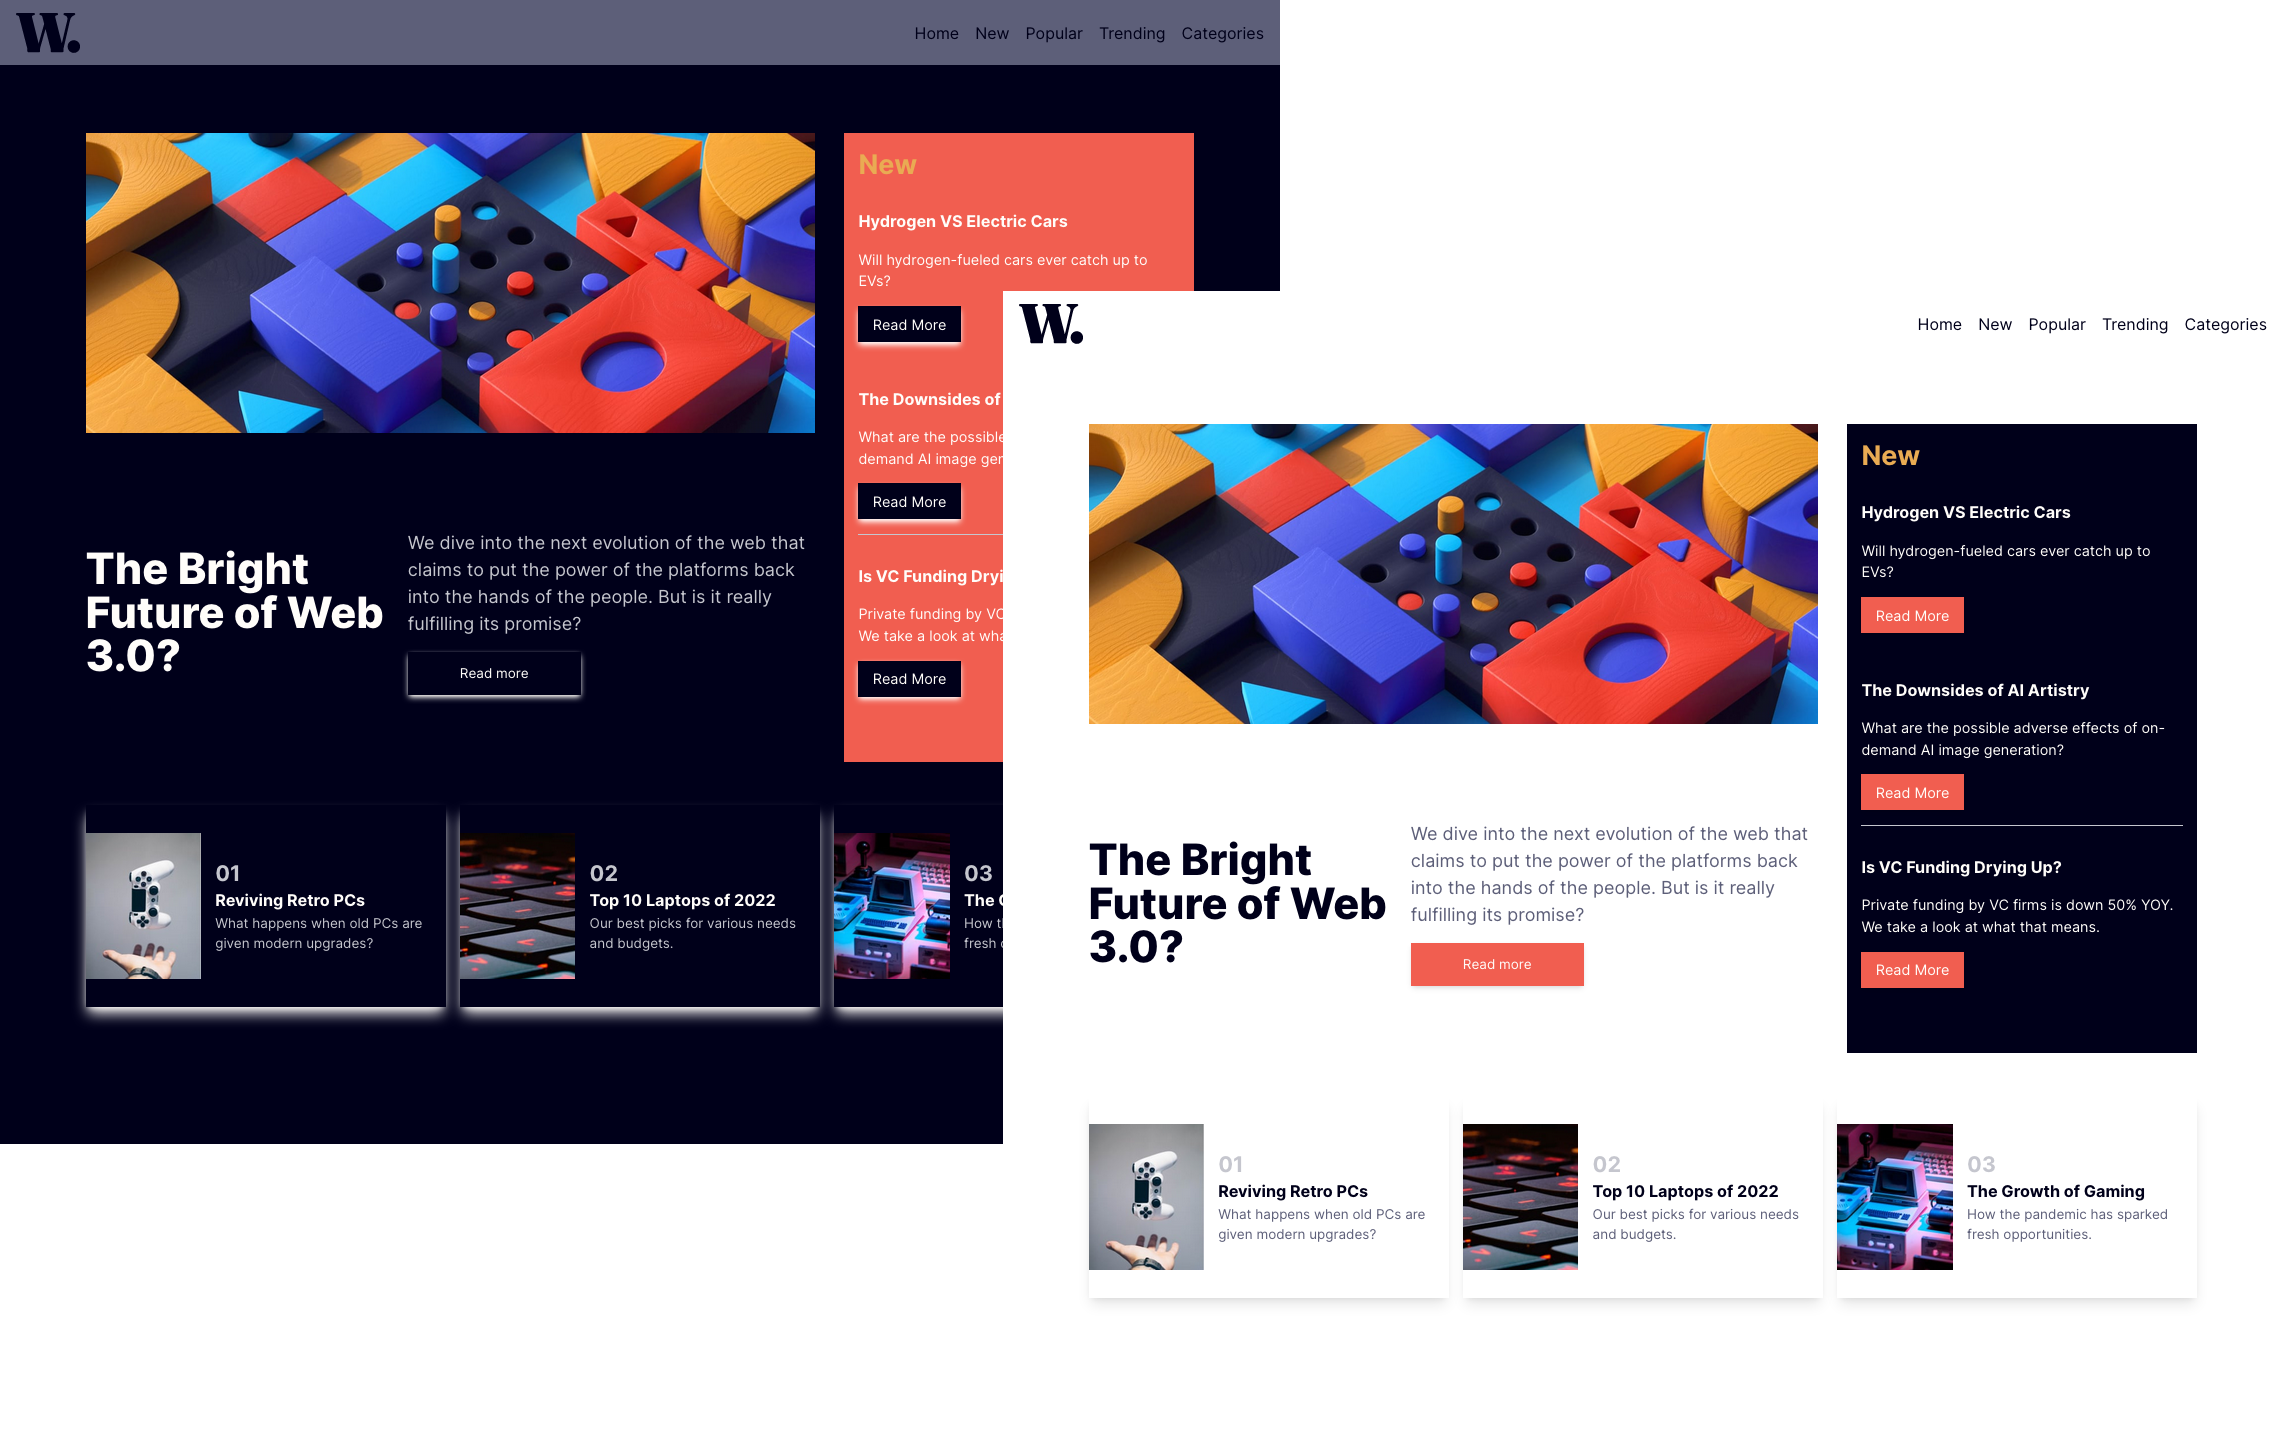 W.
Home New Popular Trending Categories
New
Hydrogen VS Electric Cars
Will hydrogen-fueled cars ever catch up to
EVs?
Read More
The Downsides of
What are the possible
demand AI image
Read More
Is VC Funding
Private funding by
We take a look at
Read More
The Bright
Future of Web
3.0?
We dive into the next evolution of the web that
claims to put the power of the platforms back
into the hands of the people. But is it really
fulfilling its promise?
Read more
01
Reviving Retro PCs
What happens when old PCs are
given modern upgrades?
02
Top 10 Laptops of 2022
Our best picks for various needs
and budgets.
03
The
How
fresh
W.
Home New Popular Trending Categories
New
Hydrogen VS Electric Cars
Will hydrogen-fueled cars ever catch up to
EVs?
Read More
The Downsides of AI Artistry
What are the possible adverse effects of on-
demand AI image generation?
Read More
Is VC Funding Drying Up?
Private funding by VC firms is down 50% YOY.
We take a look at what that means.
Read More
The Bright
Future of Web
3.0?
We dive into the next evolution of the web that
claims to put the power of the platforms back
into the hands of the people. But is it really
fulfilling its promise?
Read more
01
Reviving Retro PCs
What happens when old PCs are
given modern upgrades?
02
Top 10 Laptops of 2022
Our best picks for various needs
and budgets.
03
The Growth of Gaming
How the pandemic has sparked
fresh opportunities.